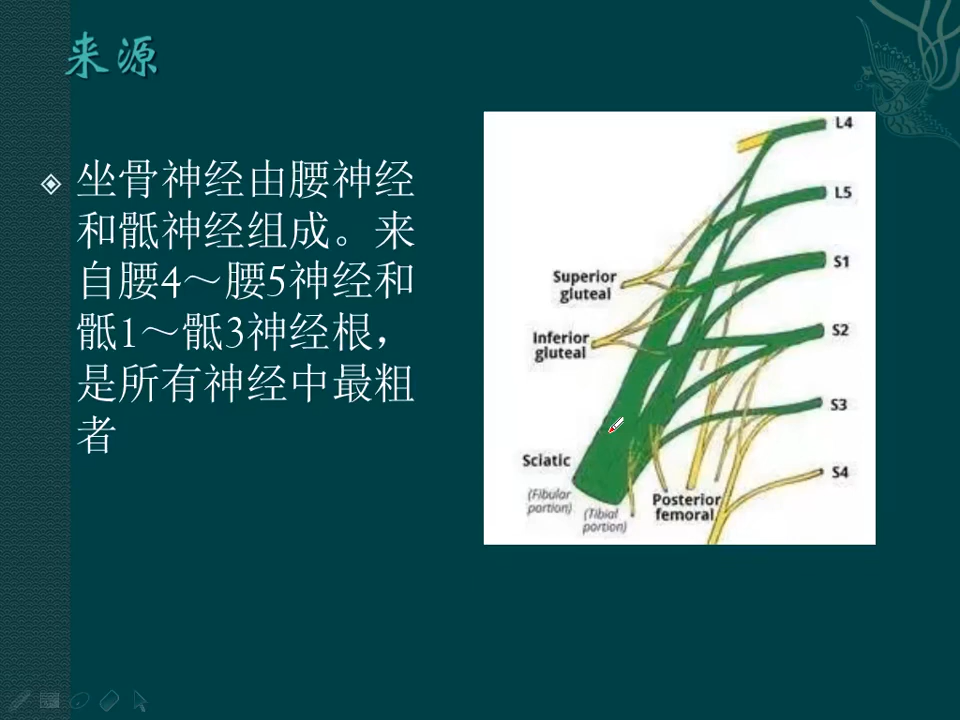 来源
坐骨神经由腰神经
和骶神经组成。来
自腰4～腰5神经和
骶1～骶3神经根，
是所有神经中最粗
者
L4
L5
S1
Superior
gluteal
S2
Inferior
gluteal
S3
Sciatic
S4
(Fibular
portion)
(Tibial
portion)
Posterior
femoral